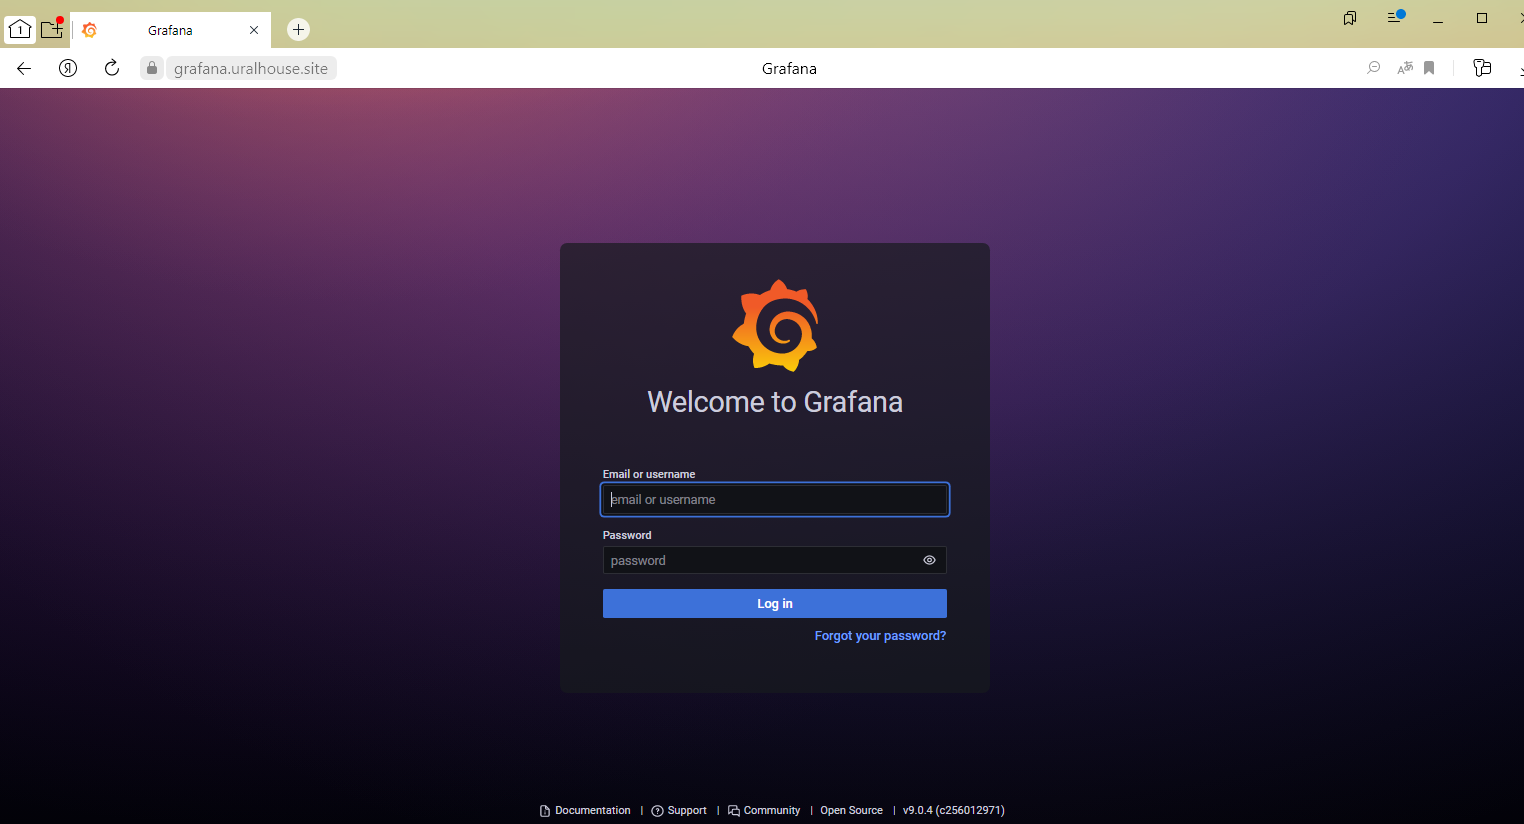 1
Grafana
Я
grafana.uralhouse.site
Grafana
Welcome to Grafana
Email or username
email or username
Password
password
Log in
Forgot your password?
Documentation | Support | Community | Open Source | v9.0.4 (c256012971)